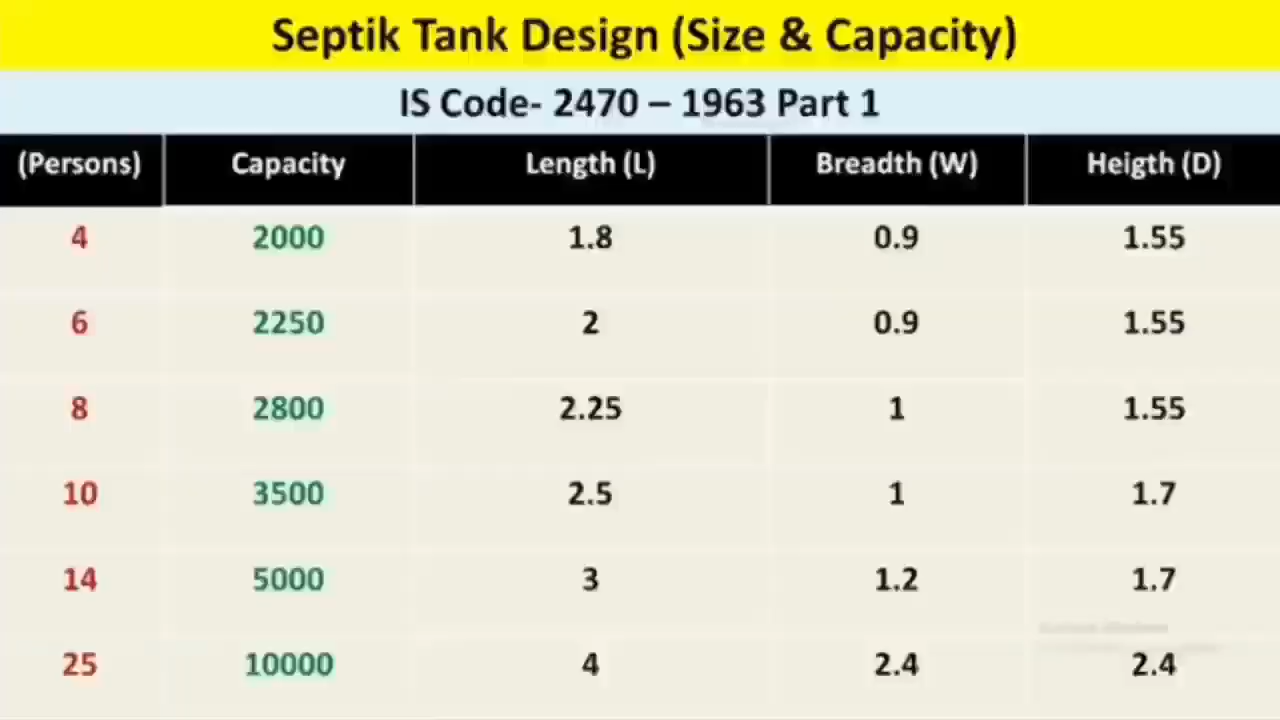 Septik Tank Design (Size & Capacity)
IS Code- 2470 – 1963 Part 1
(Persons) Capacity Length (L) Breadth (W) Heigth (D)
4 2000 1.8 0.9 1.55
6 2250 2 0.9 1.55
8 2800 2.25 1 1.55
10 3500 2.5 1 1.7
14 5000 3 1.2 1.7
25 10000 4 2.4 2.4